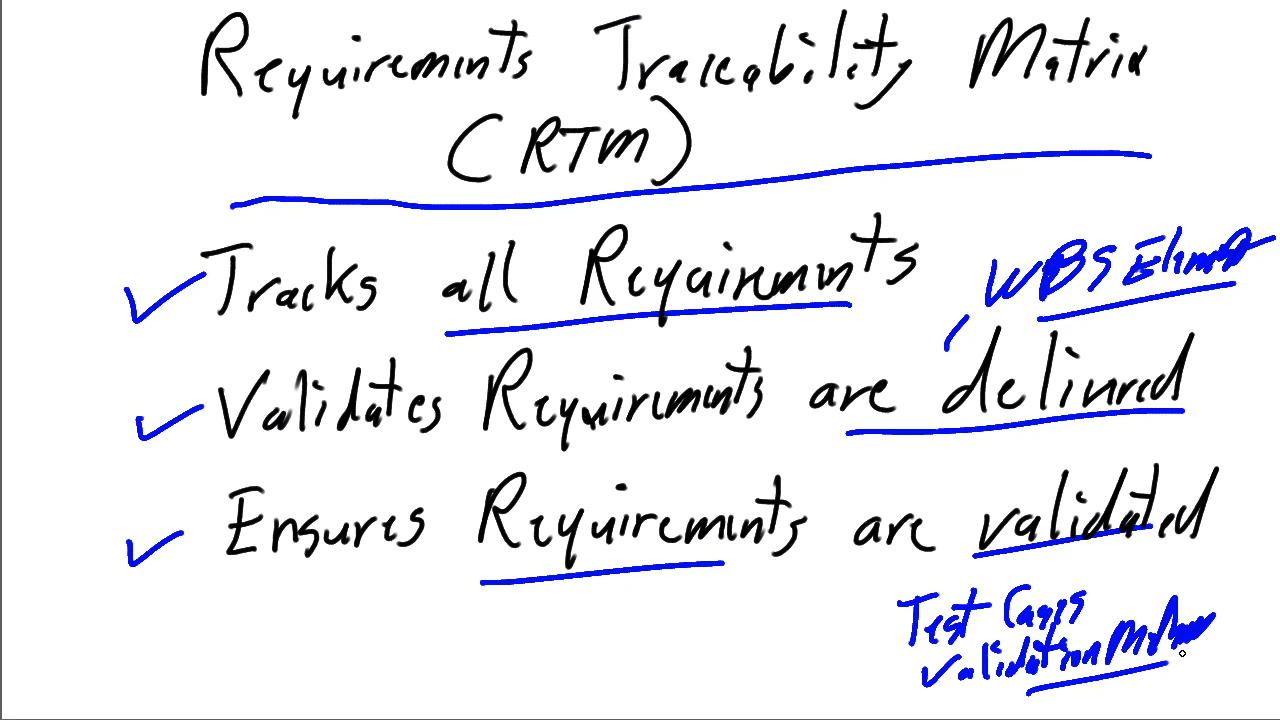 Requirements Traceability Matrix
(RTM)
Tracks all Requirements
WBS Element
Validates Requirements are delivered
Ensures Requirements are validated
Test Cases
Validation